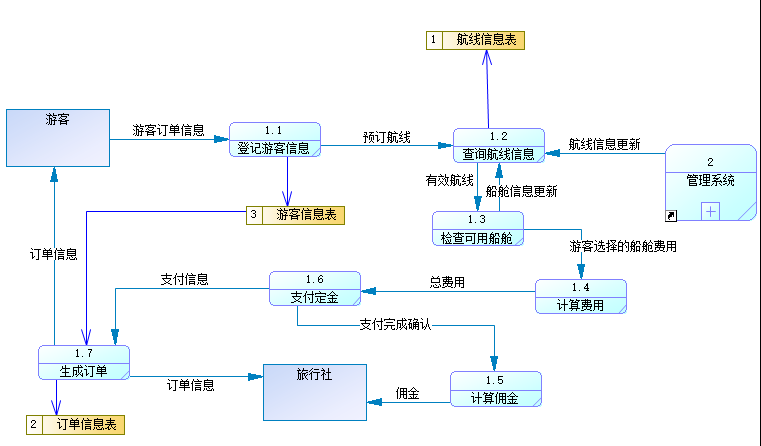 1 航线信息表
游客
游客订单信息
1.1
登记游客信息
预订航线
1.2
查询航线信息
航线信息更新
2
管理系统
有效航线
船舱信息更新
3 游客信息表
1.3
检查可用船舱
订单信息
游客选择的船舱费用
支付信息
1.6
支付定金
总费用
1.4
计算费用
支付完成确认
1.7
生成订单
订单信息
旅行社
佣金
1.5
计算佣金
2 订单信息表